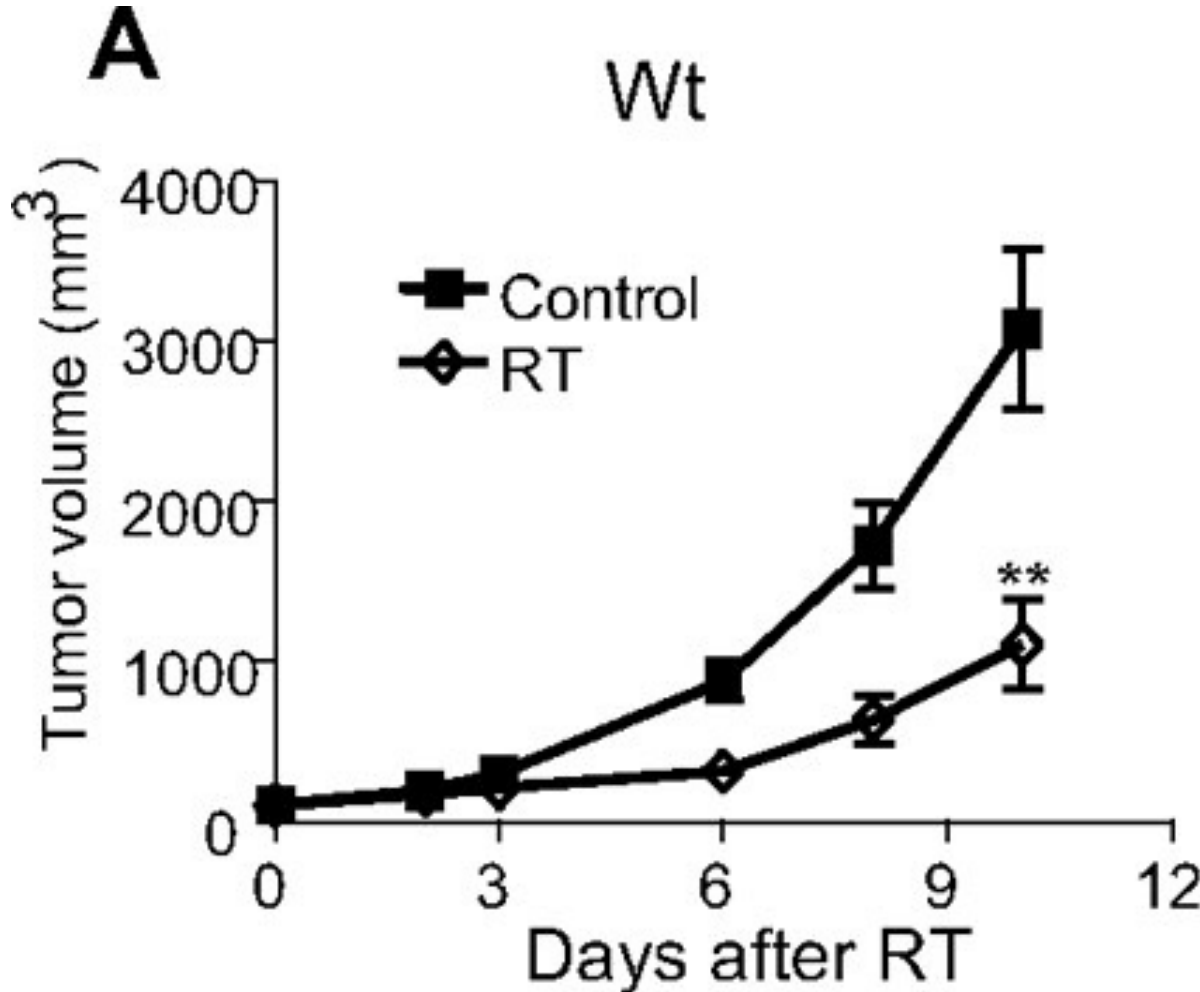 A
Wt
Tumor volume (mm³)
4000
3000
2000
1000
0
Control
RT
**
0 3 6 9 12
Days after RT